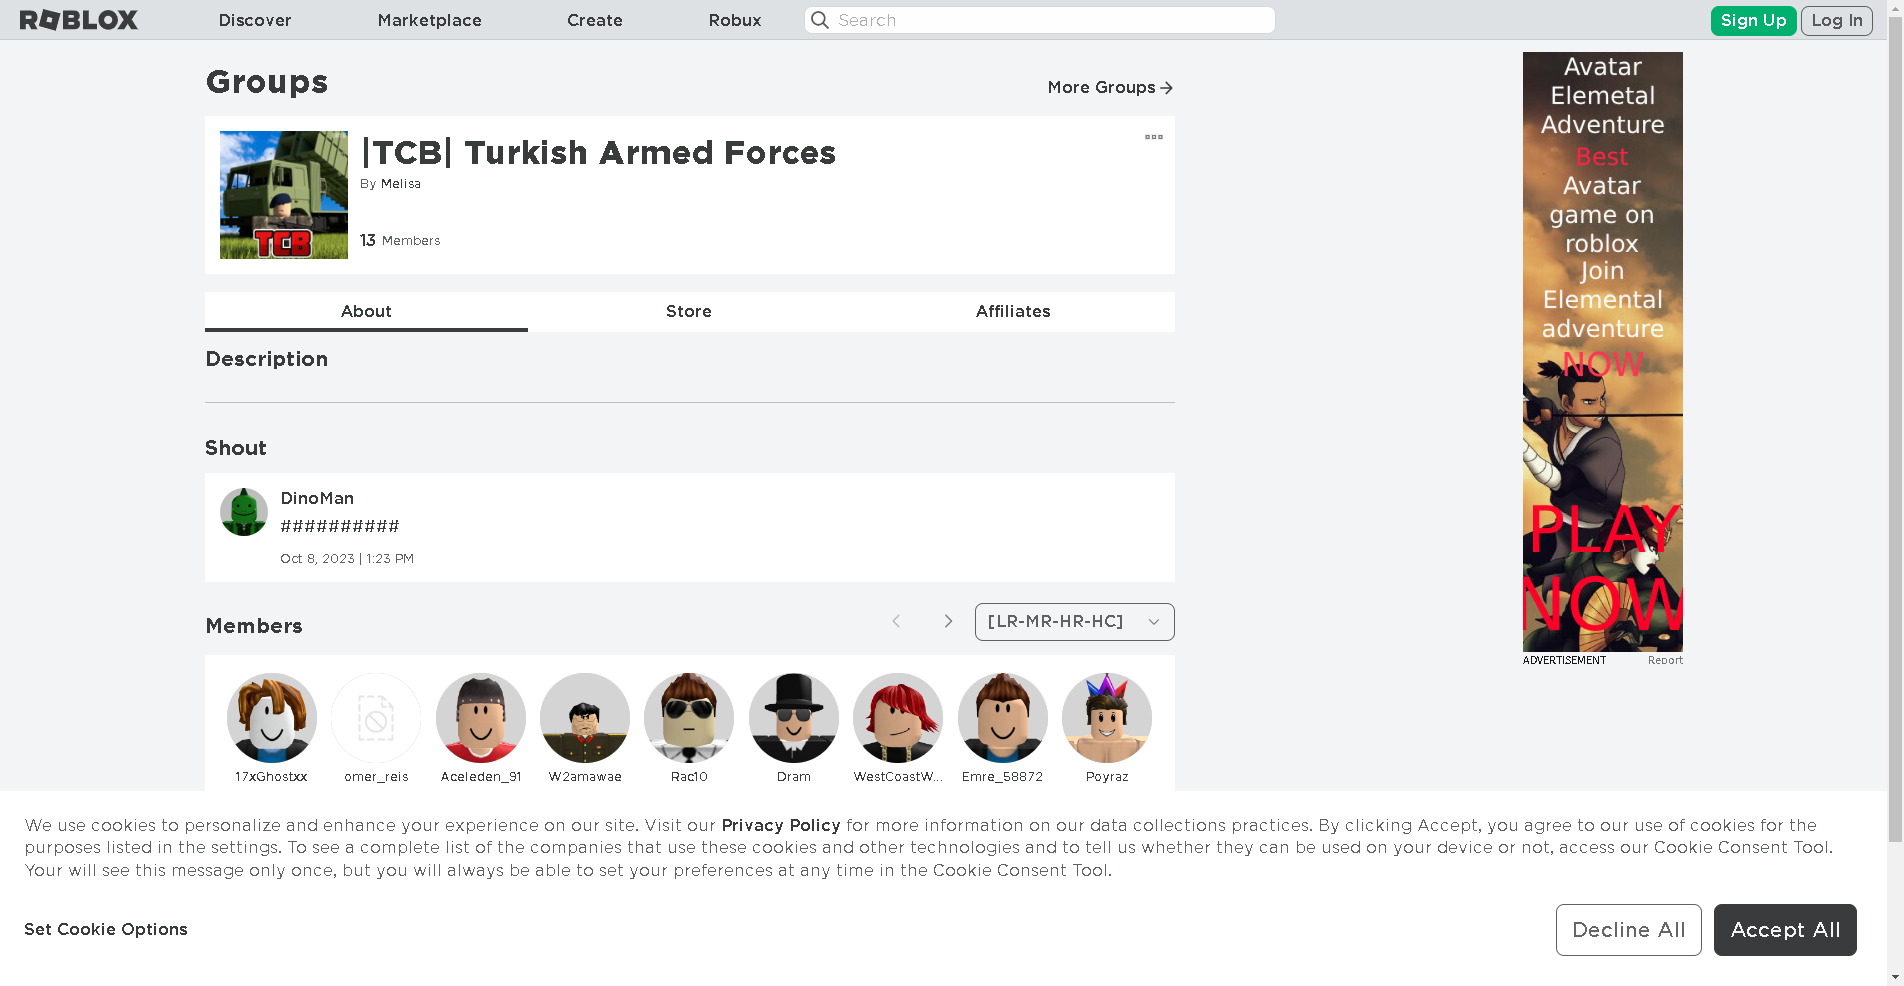 ROBLOX
Discover
Marketplace
Create
Robux
Search
Sign Up
Log In
Groups
More Groups
TCB
|TCB| Turkish Armed Forces
By Melisa
13 Members
About
Store
Affiliates
Description
Shout
DinoMan
##########
Oct 8, 2023 | 1:23 PM
Members
[LR-MR-HR-HC]
17xGhostxx
omer_reis
Aceleden_91
W2amawae
Rac10
Dram
WestCoastW...
Emre_58872
Poyraz
Avatar
Elemetal
Adventure
Best
Avatar
game on
roblox
Join
Elemental
adventure
NOW
PLAY
NOW
ADVERTISEMENT
Report
We use cookies to personalize and enhance your experience on our site. Visit our Privacy Policy for more information on our data collections practices. By clicking Accept, you agree to our use of cookies for the
purposes listed in the settings. To see a complete list of the companies that use these cookies and other technologies and to tell us whether they can be used on your device or not, access our Cookie Consent Tool.
Your will see this message only once, but you will always be able to set your preferences at any time in the Cookie Consent Tool.
Set Cookie Options
Decline All
Accept All